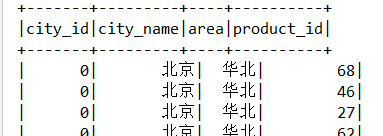 +-------+---------+----+----------+
|city_id|city_name|area|product_id|
+-------+---------+----+----------+
|      0|       北京|  华北|        68|
|      0|       北京|  华北|        46|
|      0|       北京|  华北|        27|
|      0|       北京|  华北|        62|